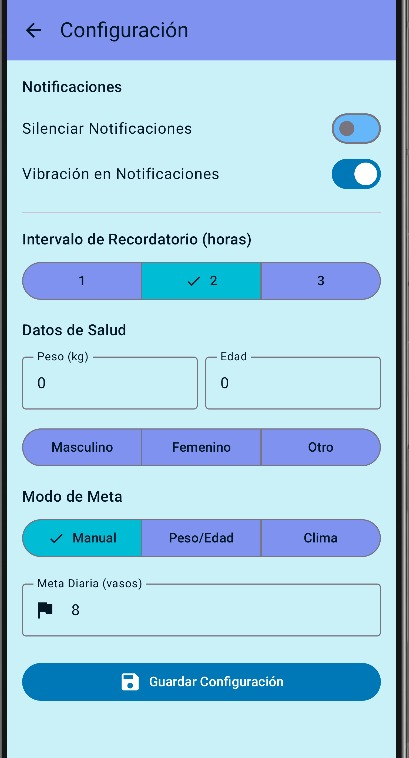 Configuración
Notificaciones
Silenciar Notificaciones
Vibración en Notificaciones
Intervalo de Recordatorio (horas)
1 2 3
Datos de Salud
Peso (kg) Edad
0 0
Masculino Femenino Otro
Modo de Meta
Manual Peso/Edad Clima
Meta Diaria (vasos)
8
Guardar Configuración